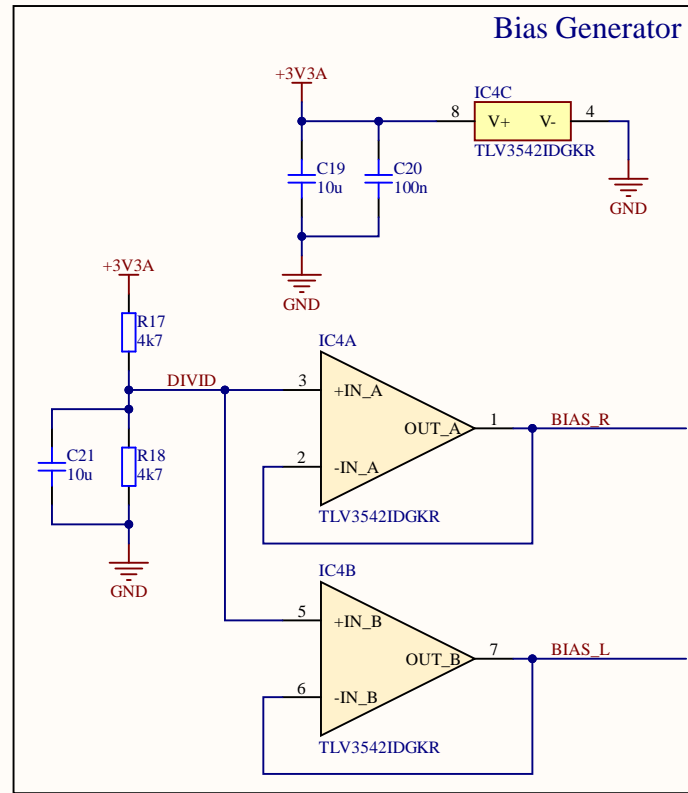 Bias Generator
+3V3A
IC4C
8 V+ V- 4
TLV3542IDGKR
C19
10u
C20
100n
GND
GND
+3V3A
R17
4k7
IC4A
DIVID
3 +IN_A
OUT_A 1 BIAS_R
2 -IN_A
C21
10u
R18
4k7
TLV3542IDGKR
GND
IC4B
5 +IN_B
OUT_B 7 BIAS_L
6 -IN_B
TLV3542IDGKR